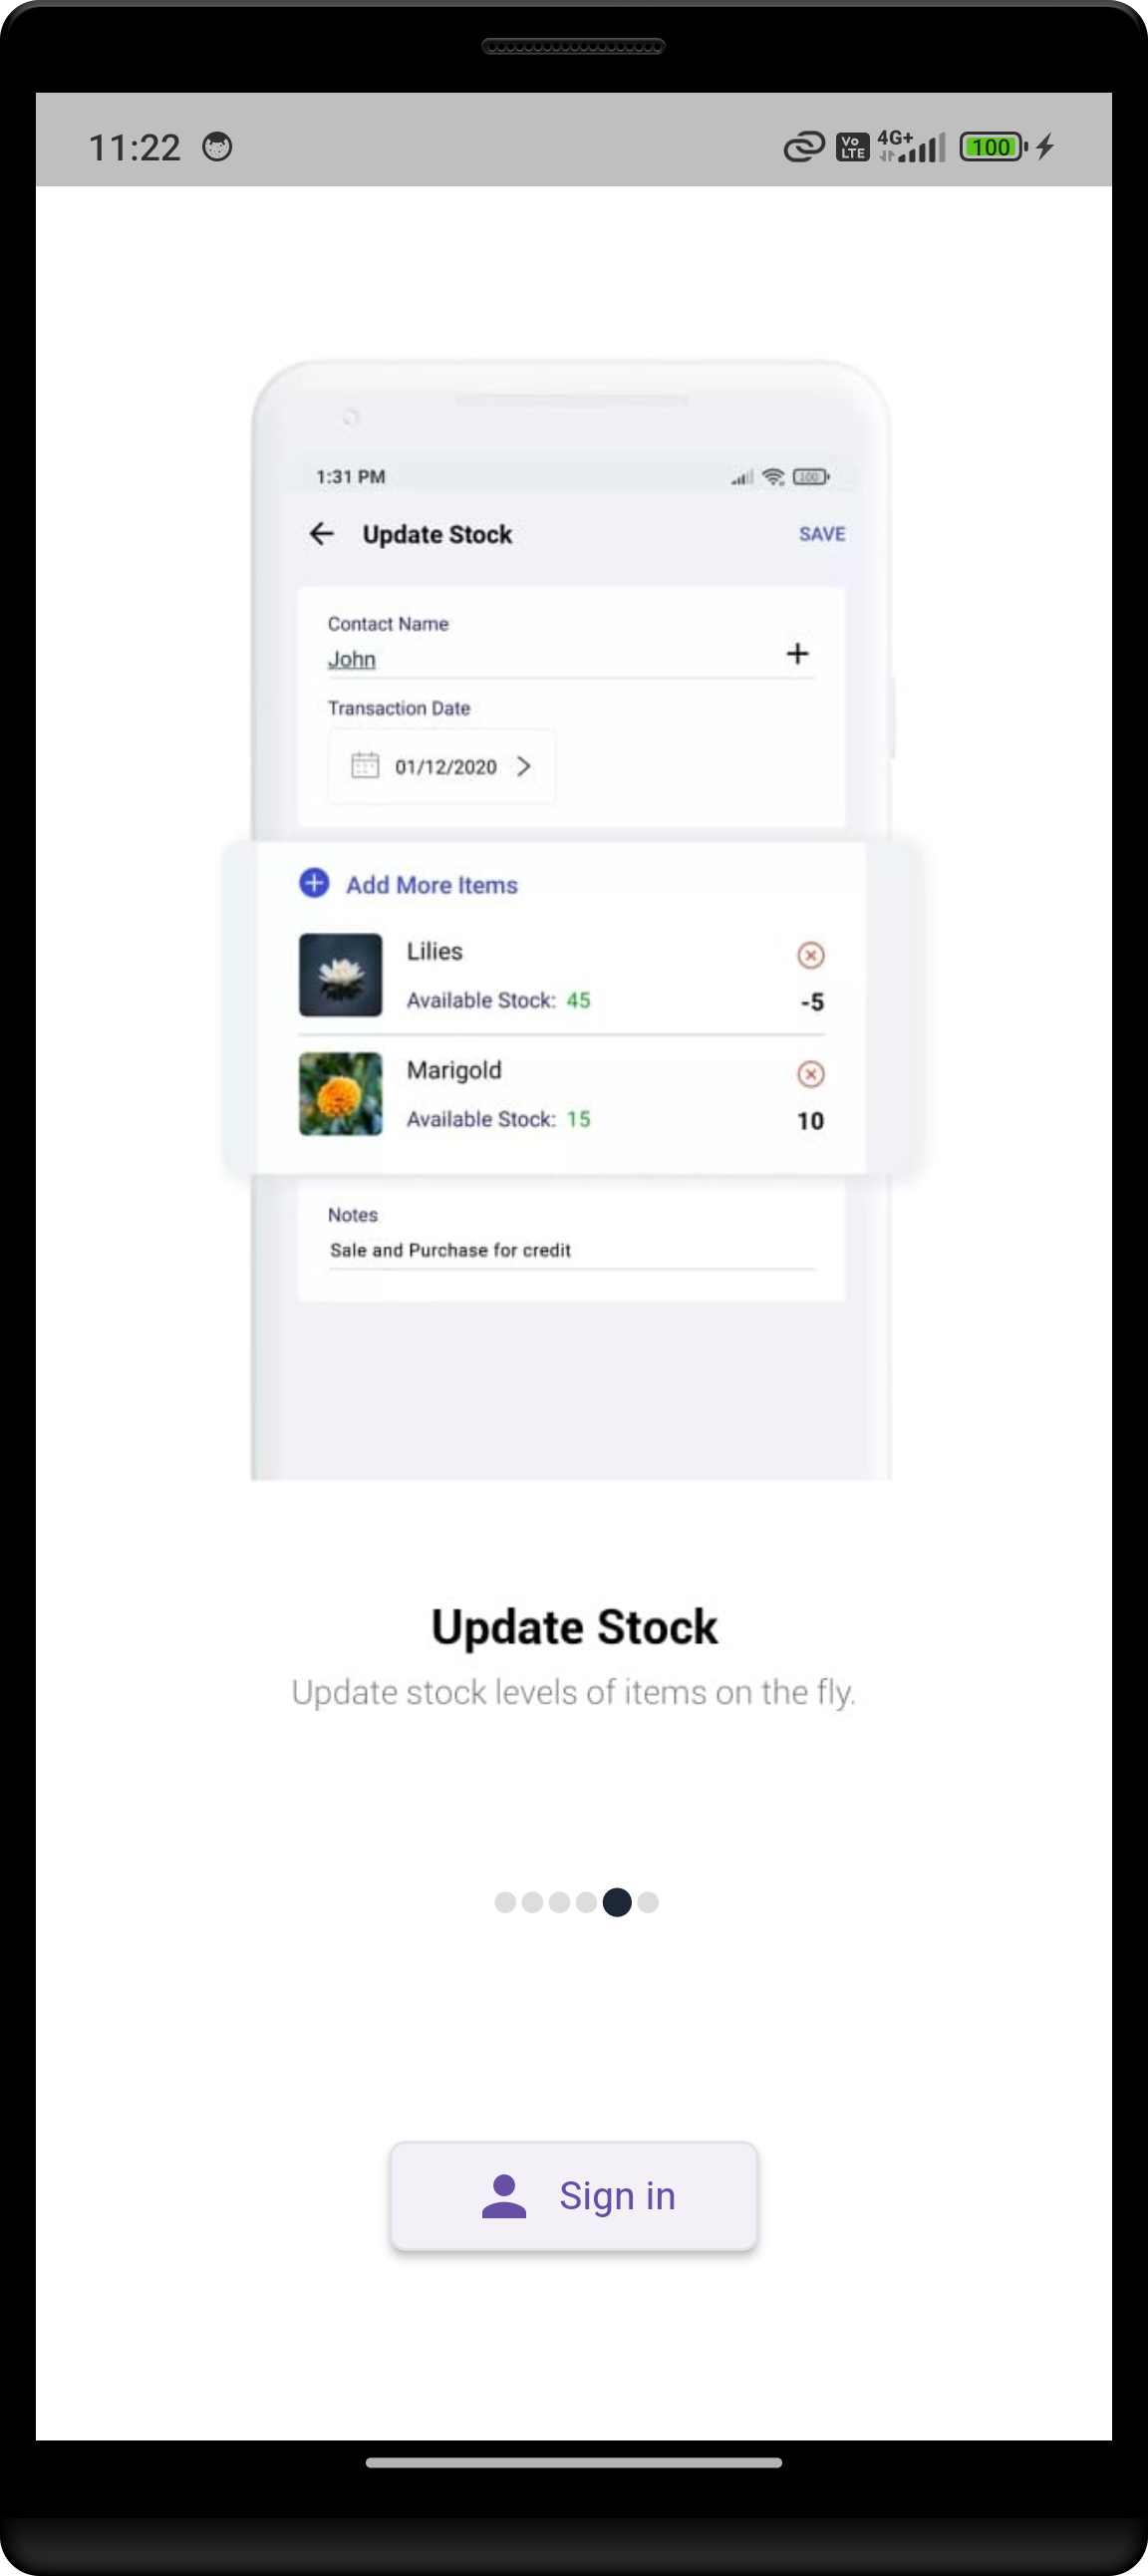 11:22 Vo LTE 4G+ 100
1:31 PM 100
Update Stock SAVE
Contact Name
John
Transaction Date
01/12/2020
Add More Items
Lilies
Available Stock: 45 -5
Marigold
Available Stock: 15 10
Notes
Sale and Purchase for credit
Update Stock
Update stock levels of items on the fly.
Sign in